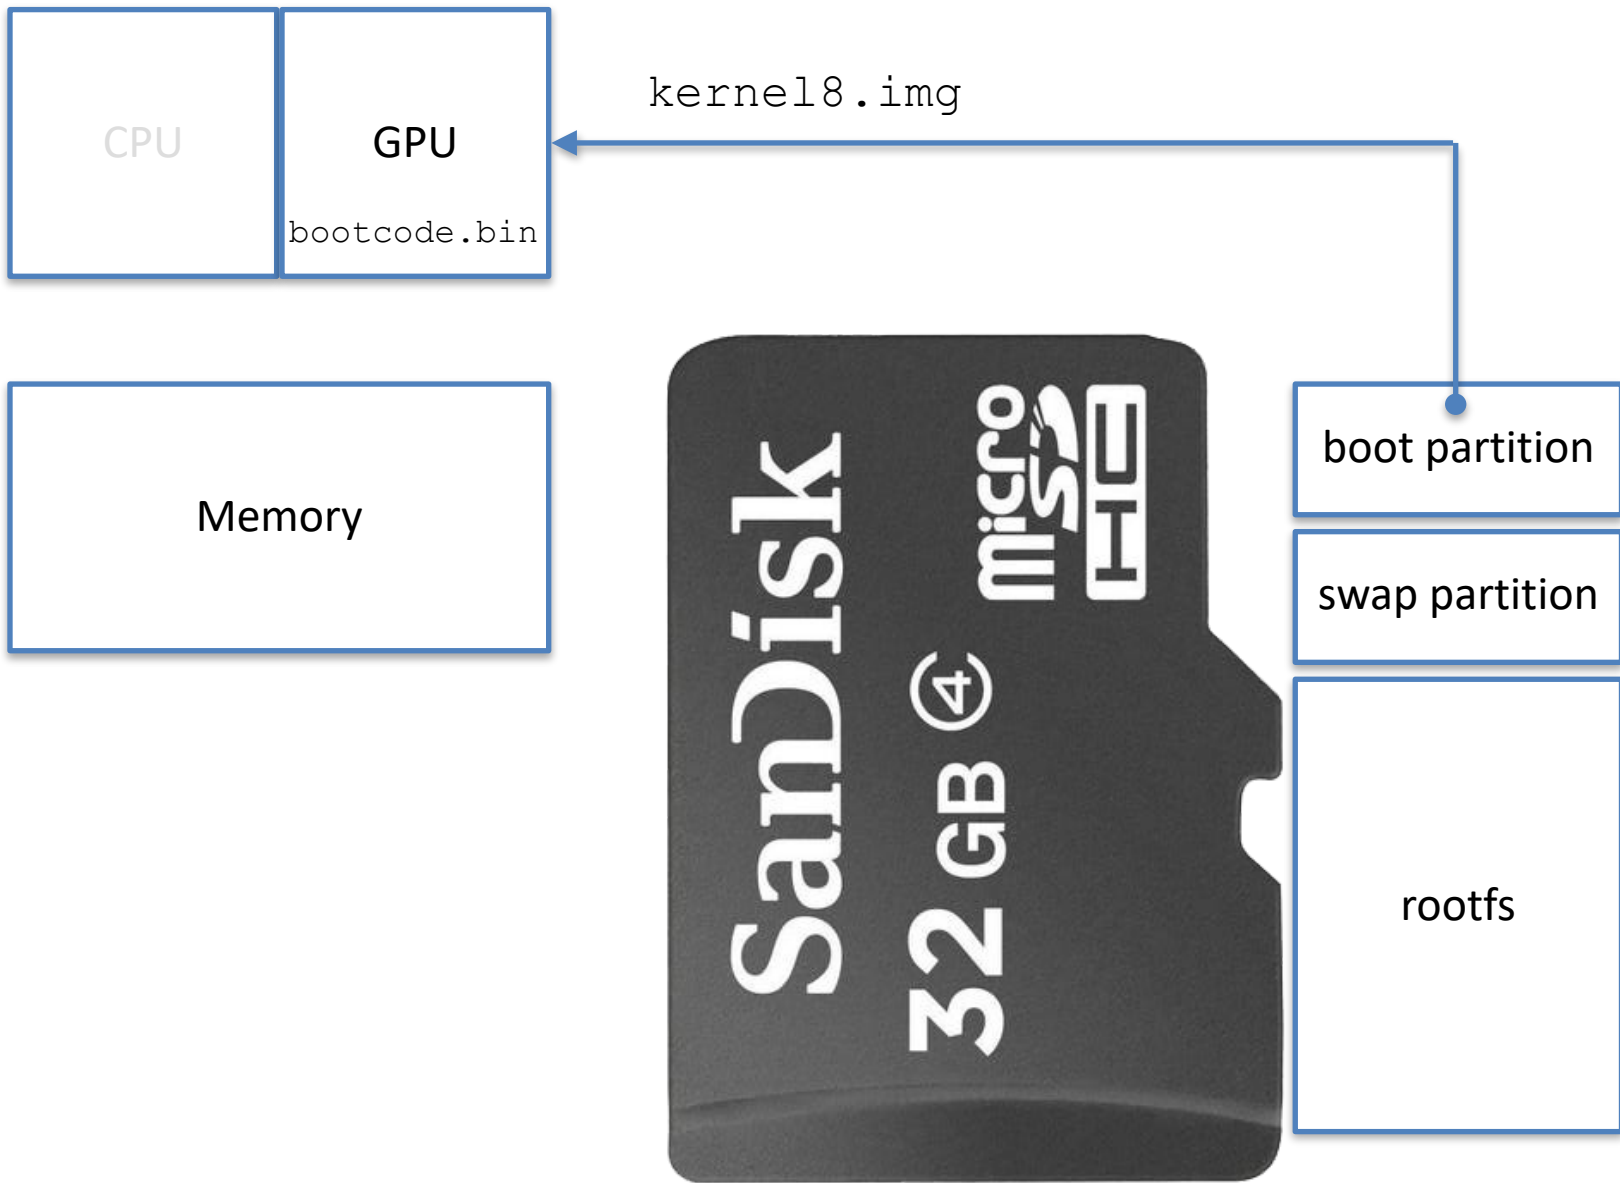 kernel8.img
CPU
GPU
bootcode.bin
Memory
SanDisk
32 GB 4
micro
SD
HC
boot partition
swap partition
rootfs